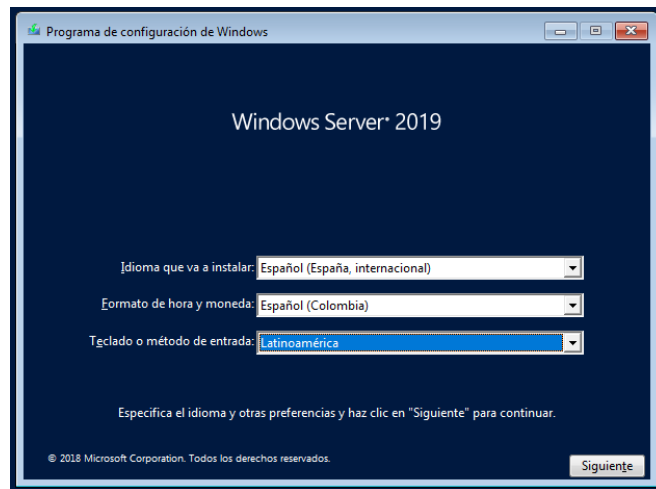 Programa de configuración de Windows
Windows Server® 2019
Idioma que va a instalar: Español (España, internacional)
Formato de hora y moneda: Español (Colombia)
Teclado o método de entrada: Latinoamérica
Especifica el idioma y otras preferencias y haz clic en "Siguiente" para continuar.
© 2018 Microsoft Corporation. Todos los derechos reservados.
Siguiente